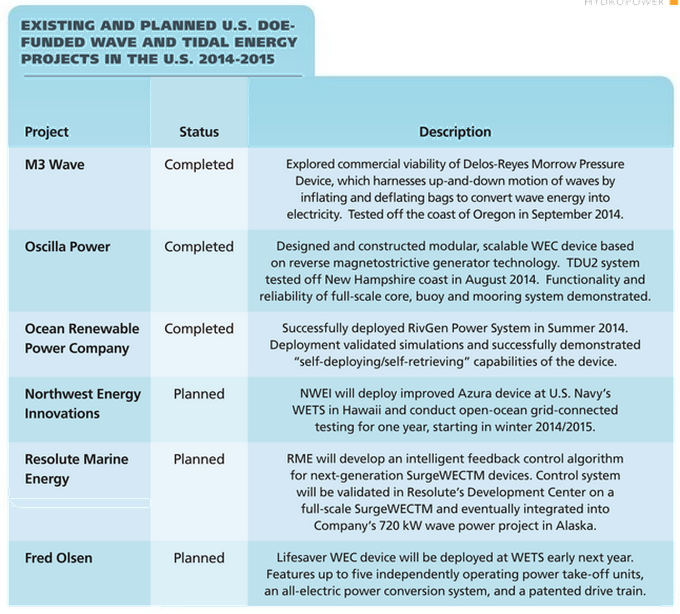 HYDROPOWER
EXISTING AND PLANNED U.S. DOE-
FUNDED WAVE AND TIDAL ENERGY
PROJECTS IN THE U.S. 2014-2015
Project Status Description
M3 Wave Completed Explored commercial viability of Delos-Reyes Morrow Pressure
Device, which harnesses up-and-down motion of waves by
inflating and deflating bags to convert wave energy into
electricity. Tested off the coast of Oregon in September 2014.
Oscilla Power Completed Designed and constructed modular, scalable WEC device based
on reverse magnetostrictive generator technology. TDU2 system
tested off New Hampshire coast in August 2014. Functionality and
reliability of full-scale core, buoy and mooring system demonstrated.
Ocean Renewable Completed Successfully deployed RivGen Power System in Summer 2014.
Power Company Deployment validated simulations and successfully demonstrated
“self-deploying/self-retrieving” capabilities of the device.
Northwest Energy Planned NWEI will deploy improved Azura device at U.S. Navy’s
Innovations WETS in Hawaii and conduct open-ocean grid-connected
testing for one year, starting in winter 2014/2015.
Resolute Marine Planned RME will develop an intelligent feedback control algorithm
Energy for next-generation SurgeWECTM devices. Control system
will be validated in Resolute’s Development Center on a
full-scale SurgeWECTM and eventually integrated into
Company’s 720 kW wave power project in Alaska.
Fred Olsen Planned Lifesaver WEC device will be deployed at WETS early next year.
Features up to five independently operating power take-off units,
an all-electric power conversion system, and a patented drive train.